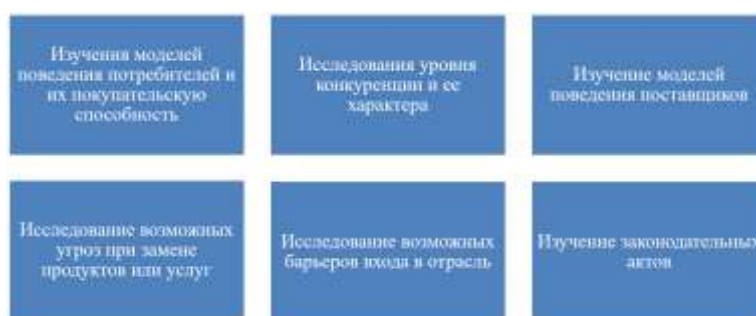 Изучения моделей
поведения потребителей и
их покупательскую
способность
Исследования уровня
конкуренции и ее
характера
Изучение моделей
поведения поставщиков
Исследование возможных
угроз при замене
продуктов или услуг
Исследование возможных
барьеров входа в отрасль
Изучение законодательных
актов